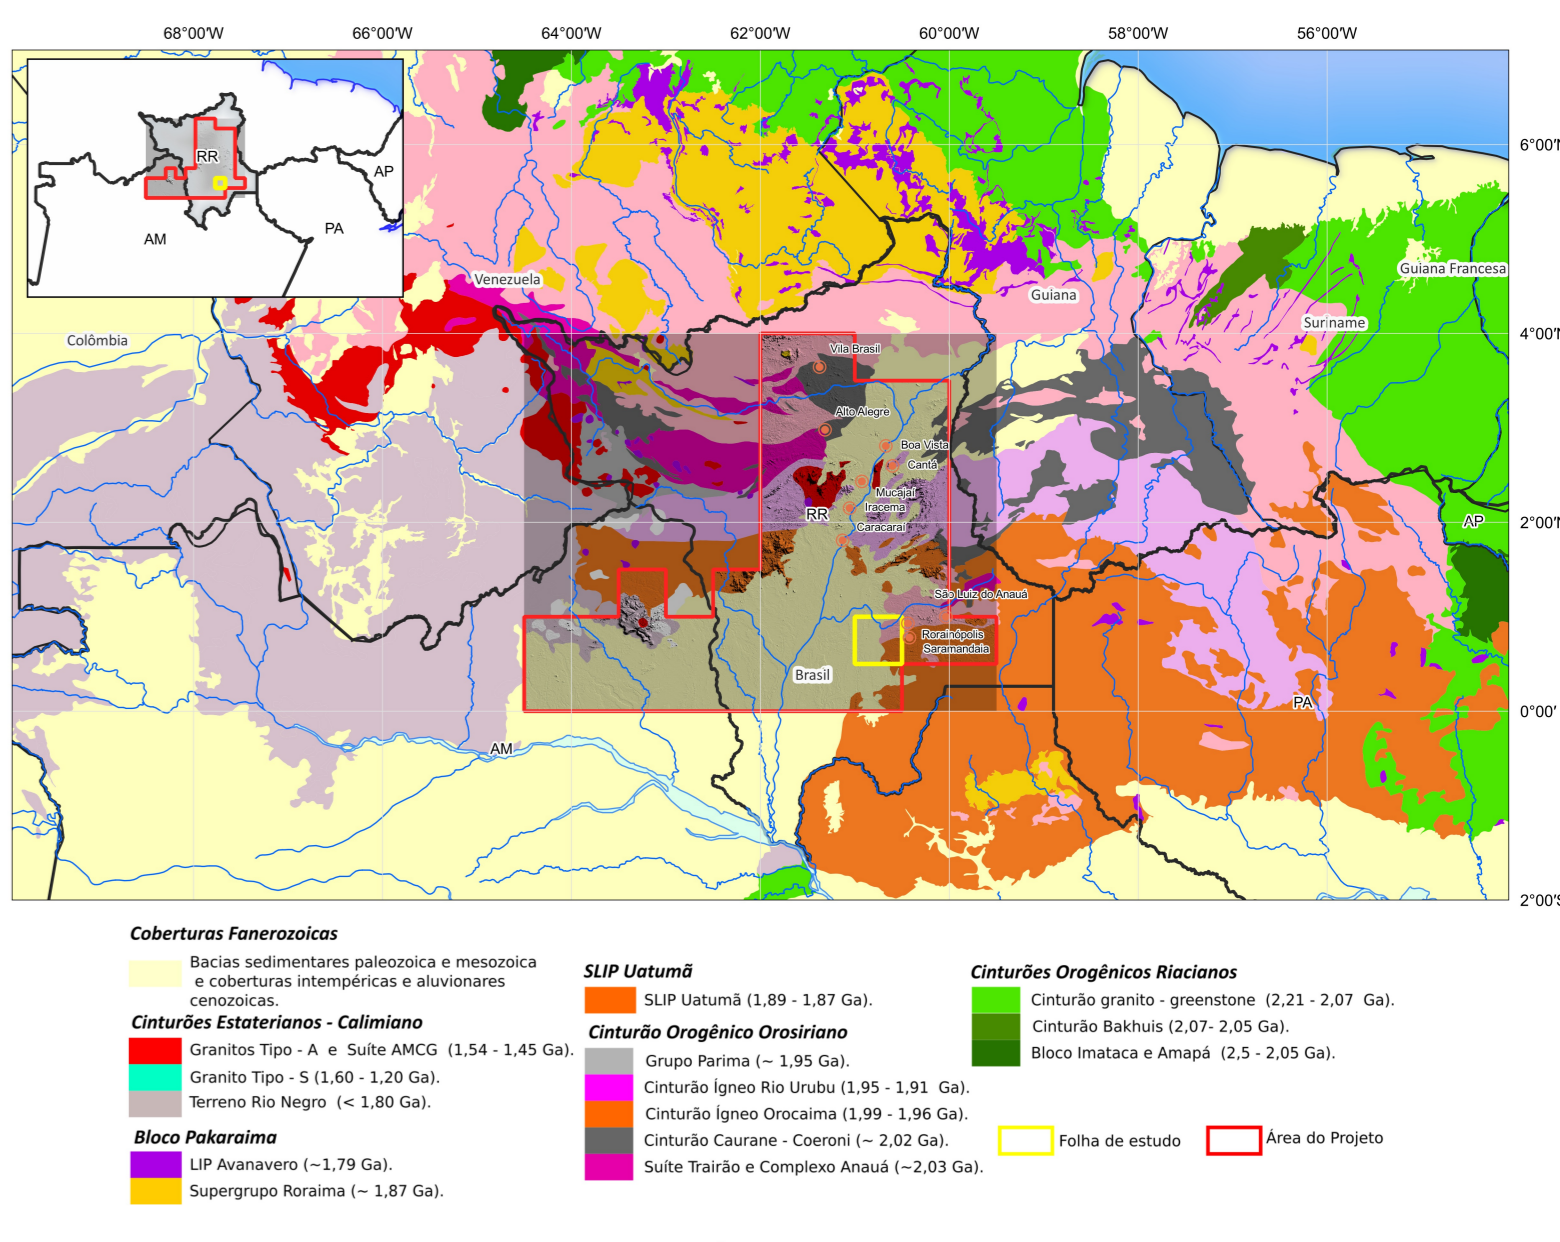 68°00'W 66°00'W 64°00'W 62°00'W 60°00'W 58°00'W 56°00'W
RR
AP
AM
PA
6°00'N
Venezuela
Guiana
Guiana Francesa
Suriname
Colômbia
4°00'N
Vila Brasil
Alto Alegre
Boa Vista
Cantá
Mucajaí
Iracema
RR
Caracaraí
AP
2°00'N
São Luiz do Anauá
Rorainópolis
Saramandaia
Brasil
PA
0°00'
AM
2°00'S
Coberturas Fanerozoicas
Bacias sedimentares paleozoica e mesozoica
e coberturas intempéricas e aluvionares
cenozoicas.
Cinturões Estaterianos - Calimiano
Granitos Tipo - A e Suíte AMCG (1,54 - 1,45 Ga).
Granito Tipo - S (1,60 - 1,20 Ga).
Terreno Rio Negro (< 1,80 Ga).
Bloco Pakaraima
LIP Avanavero (~1,79 Ga).
Supergrupo Roraima (~ 1,87 Ga).
SLIP Uatumã
SLIP Uatumã (1,89 - 1,87 Ga).
Cinturão Orogênico Orosiriano
Grupo Parima (~ 1,95 Ga).
Cinturão Ígneo Rio Urubu (1,95 - 1,91 Ga).
Cinturão Ígneo Orocaima (1,99 - 1,96 Ga).
Cinturão Caurane - Coeroni (~ 2,02 Ga).
Suíte Trairão e Complexo Anauá (~2,03 Ga).
Cinturões Orogênicos Riacianos
Cinturão granito - greenstone (2,21 - 2,07 Ga).
Cinturão Bakhuis (2,07- 2,05 Ga).
Bloco Imataca e Amapá (2,5 - 2,05 Ga).
Folha de estudo
Área do Projeto